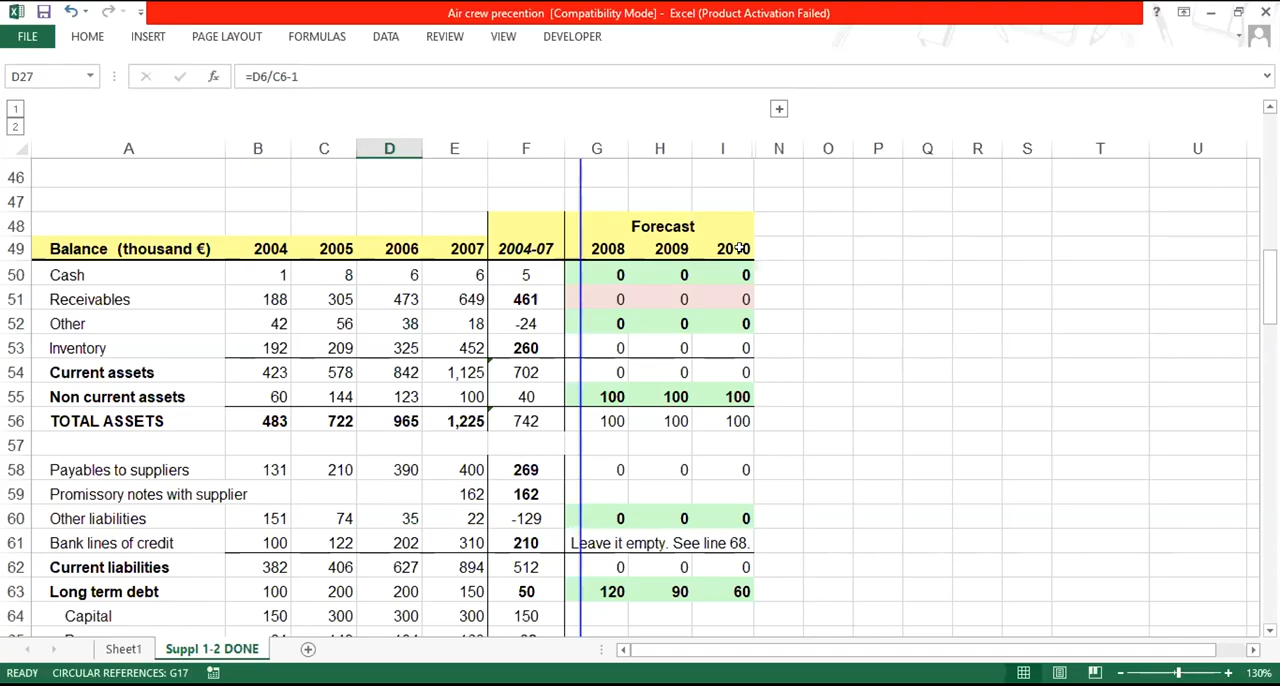 Air crew precention [Compatibility Mode] - Excel (Product Activation Failed)
FILE HOME INSERT PAGE LAYOUT FORMULAS DATA REVIEW VIEW DEVELOPER
D27 =D6/C6-1
1
2
A B C D E F G H I N O P Q R S T U
46
47
48 Forecast
49 Balance (thousand €) 2004 2005 2006 2007 2004-07 2008 2009 2010
50 Cash 1 8 6 6 5 0 0 0
51 Receivables 188 305 473 649 461 0 0 0
52 Other 42 56 38 18 -24 0 0 0
53 Inventory 192 209 325 452 260 0 0 0
54 Current assets 423 578 842 1,125 702 0 0 0
55 Non current assets 60 144 123 100 40 100 100 100
56 TOTAL ASSETS 483 722 965 1,225 742 100 100 100
57
58 Payables to suppliers 131 210 390 400 269 0 0 0
59 Promissory notes with supplier 162 162
60 Other liabilities 151 74 35 22 -129 0 0 0
61 Bank lines of credit 100 122 202 310 210 Leave it empty. See line 68.
62 Current liabilities 382 406 627 894 512 0 0 0
63 Long term debt 100 200 200 150 50 120 90 60
64 Capital 150 300 300 300 150
Sheet1 Suppl 1-2 DONE
READY CIRCULAR REFERENCES: G17 130%